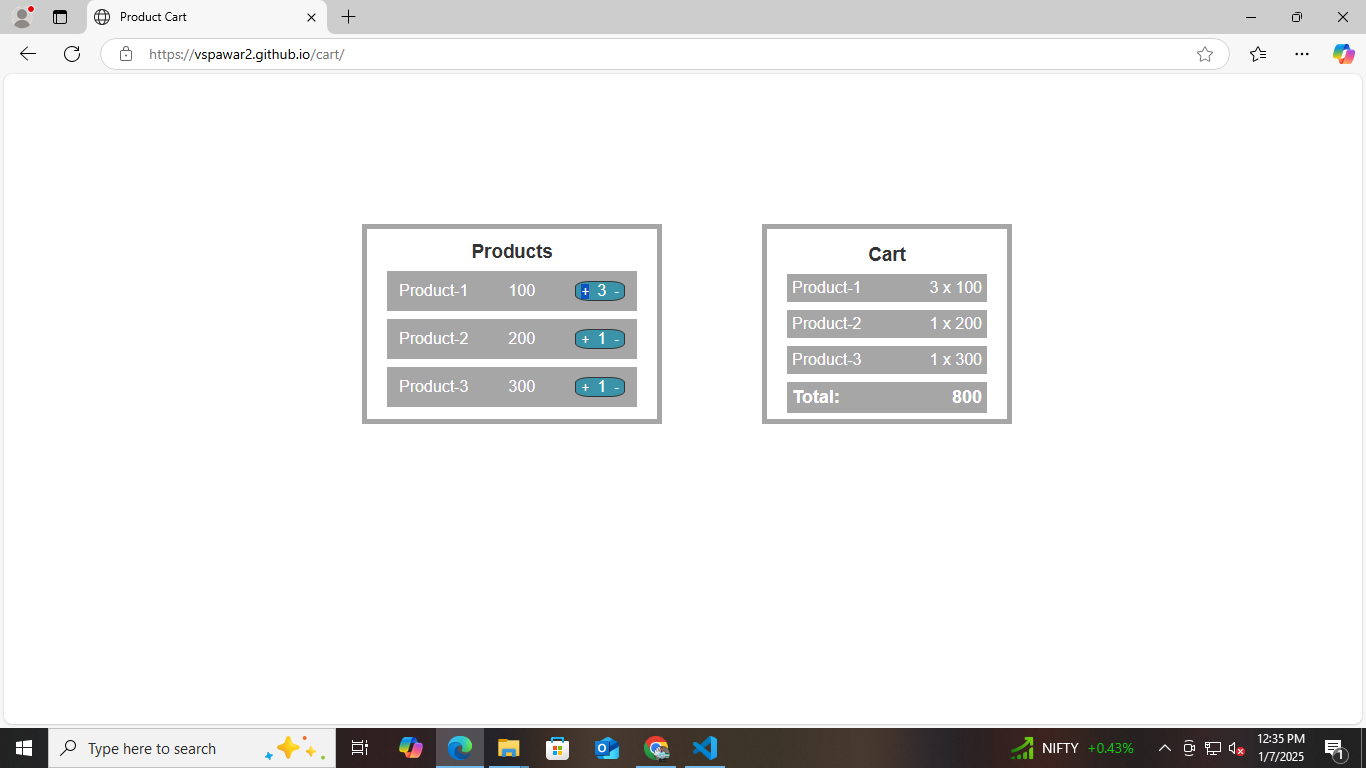 Product Cart
https://vspawar2.github.io/cart/
Products
Product-1 100 + 3 -
Product-2 200 + 1 -
Product-3 300 + 1 -
Cart
Product-1 3 x 100
Product-2 1 x 200
Product-3 1 x 300
Total: 800
Type here to search
NIFTY +0.43%
12:35 PM
1/7/2025
1